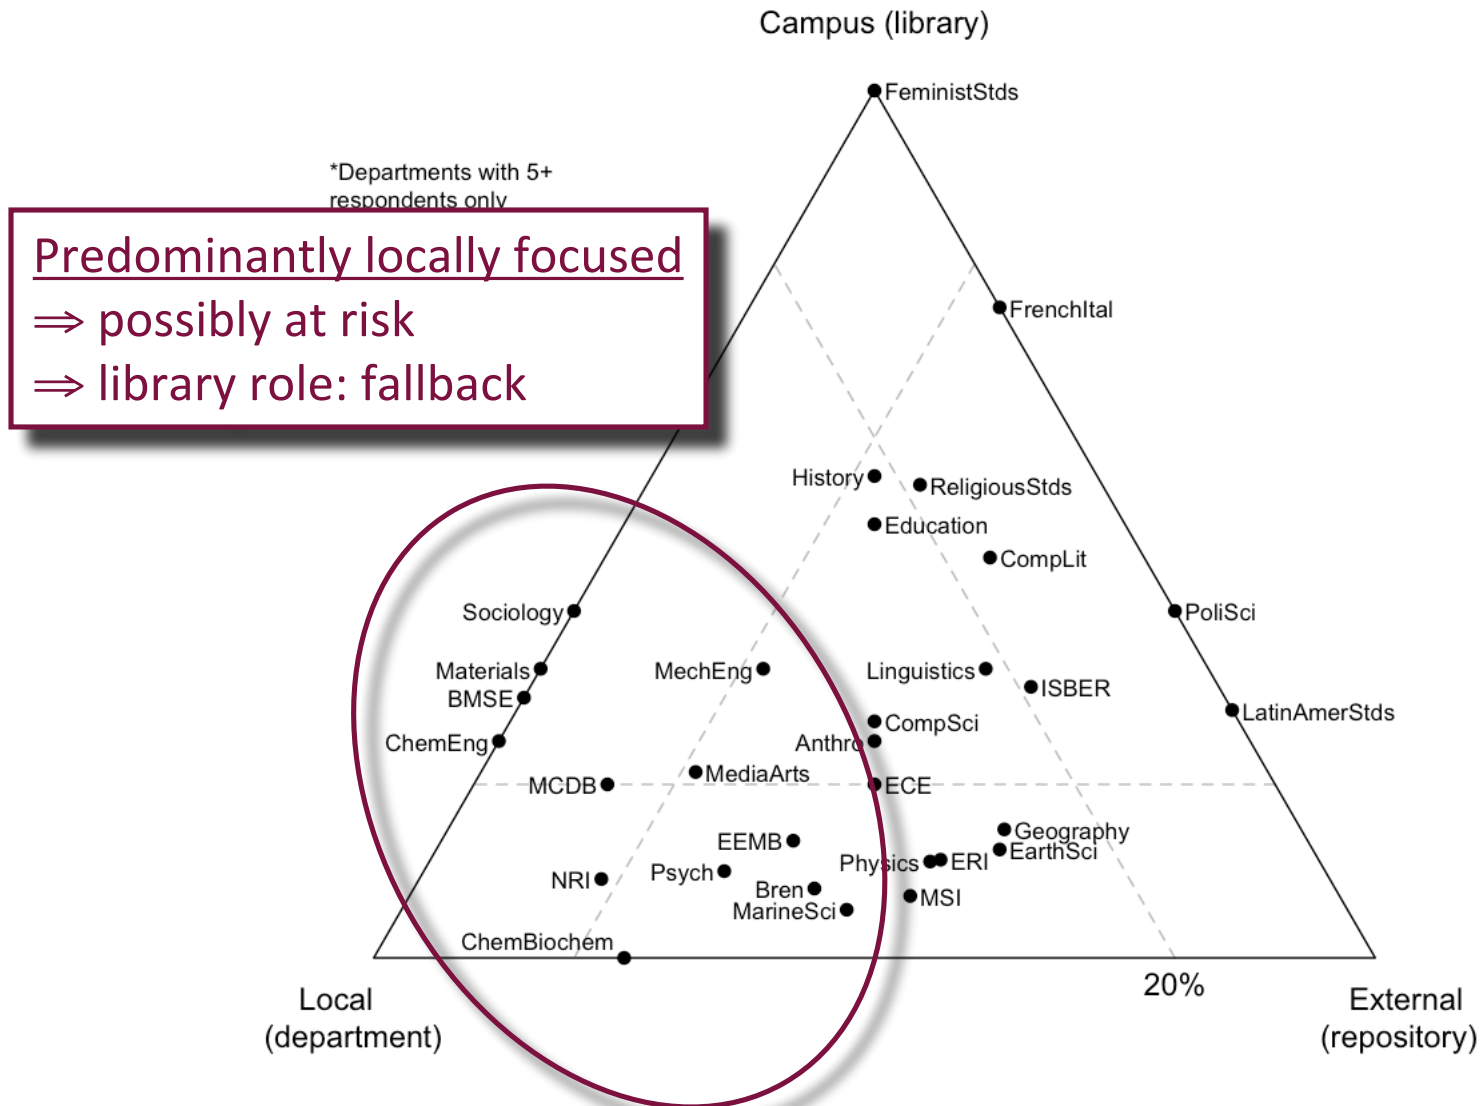 Campus (library)
FeministStds
*Departments with 5+
respondents only
Predominantly locally focused
⇒ possibly at risk
⇒ library role: fallback
FrenchItal
History
ReligiousStds
Education
CompLit
Sociology
PoliSci
Materials
MechEng
Linguistics
BMSE
ISBER
LatinAmerStds
CompSci
ChemEng
Anthro
MediaArts
MCDB
ECE
Geography
EEMB
EarthSci
Physics
ERI
Psych
NRI
Bren
MSI
MarineSci
ChemBiochem
20%
Local
(department)
External
(repository)